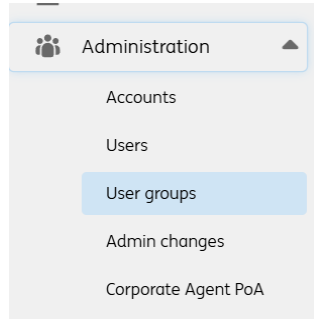 Administration
Accounts
Users
User groups
Admin changes
Corporate Agent PoA